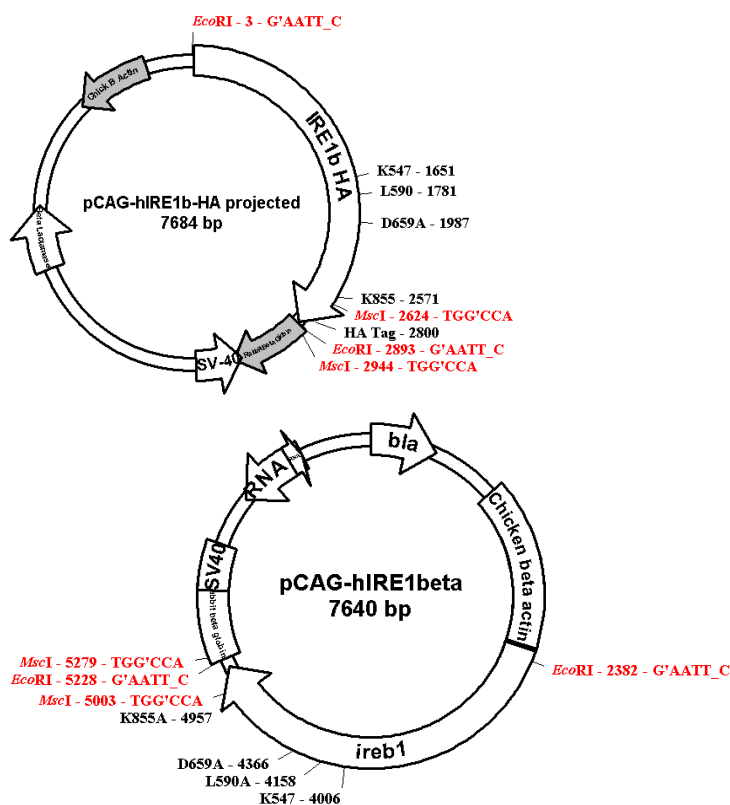 EcoRI - 3 - G'AATT_C
Chick B Actin
IRE1b HA
K547 - 1651
L590 - 1781
D659A - 1987
pCAG-hIRE1b-HA projected
7684 bp
Beta Lactamase
K855 - 2571
MscI - 2624 - TGG'CCA
HA Tag - 2800
EcoRI - 2893 - G'AATT_C
MscI - 2944 - TGG'CCA
Rabbit beta Globin
SV-40
bla
RNA
Chicken beta actin
SV40
pCAG-hIRE1beta
7640 bp
rabbit beta globin
MscI - 5279 - TGG'CCA
EcoRI - 5228 - G'AATT_C
MscI - 5003 - TGG'CCA
K855A - 4957
EcoRI - 2382 - G'AATT_C
D659A - 4366
L590A - 4158
K547 - 4006
ireb1